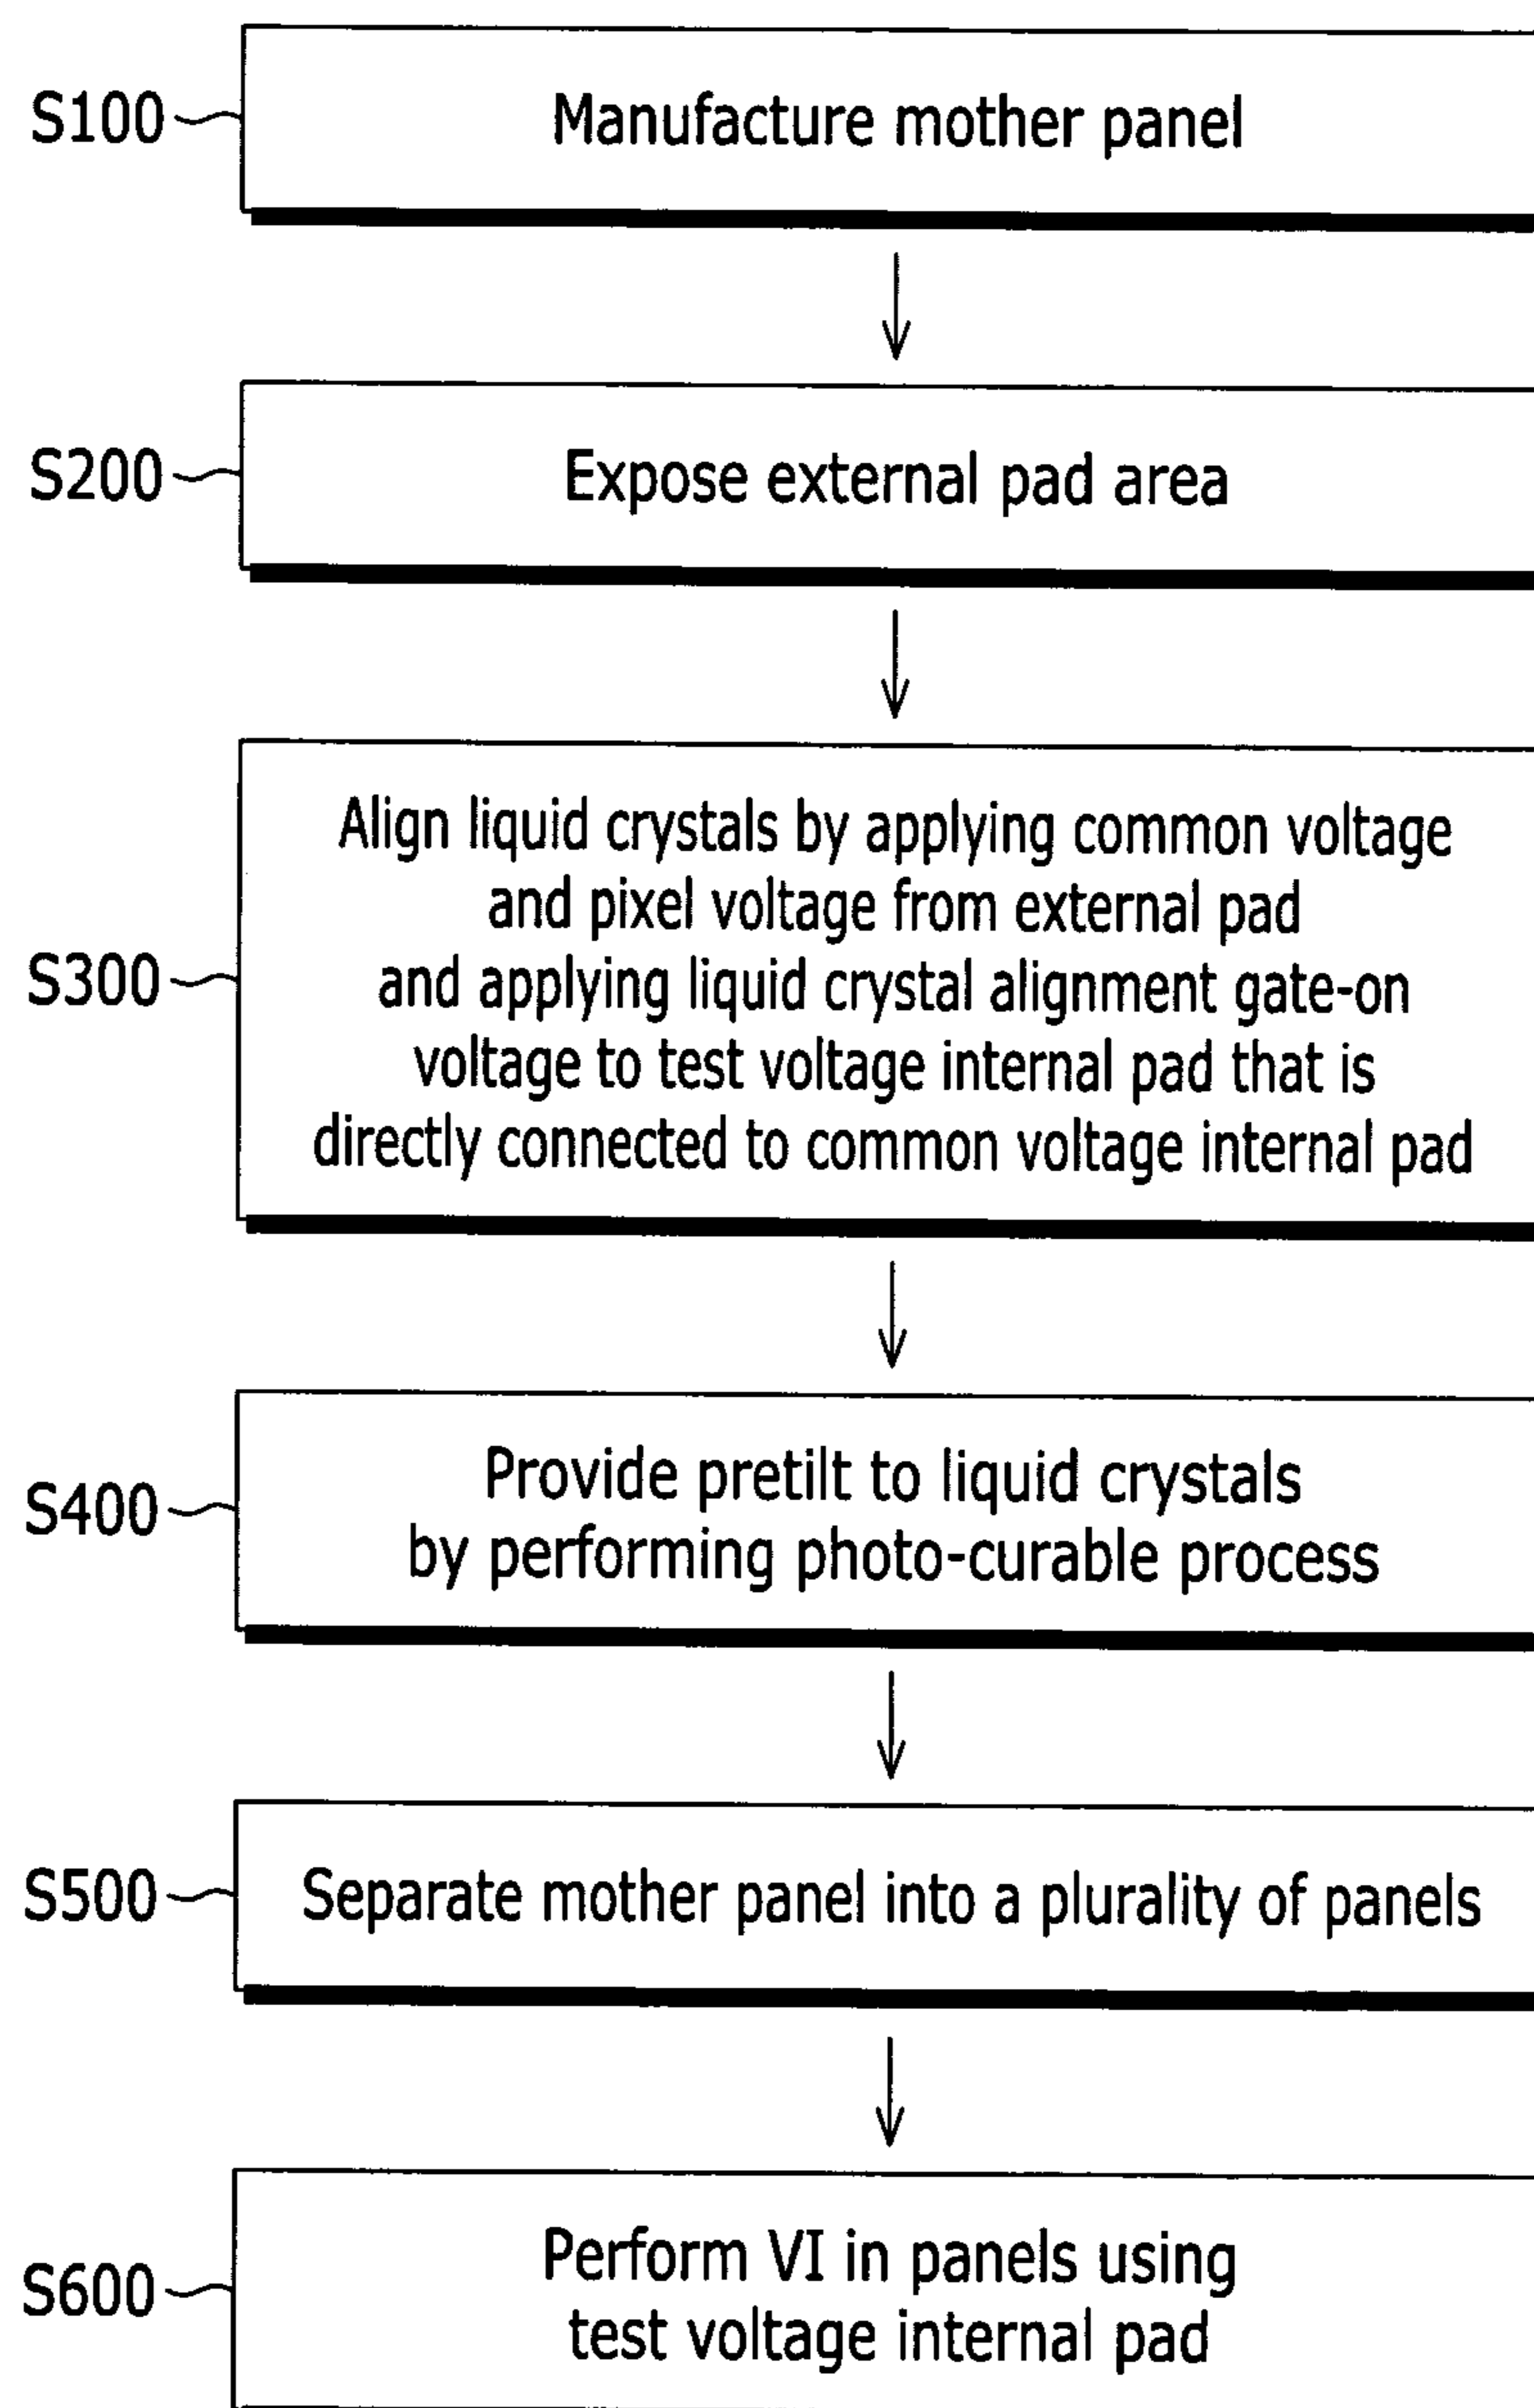 S100
Manufacture mother panel
S200
Expose external pad area
S300
Align liquid crystals by applying common voltage
and pixel voltage from external pad
and applying liquid crystal alignment gate-on
voltage to test voltage internal pad that is
directly connected to common voltage internal pad
S400
Provide pretilt to liquid crystals
by performing photo-curable process
S500
Separate mother panel into a plurality of panels
S600
Perform VI in panels using
test voltage internal pad